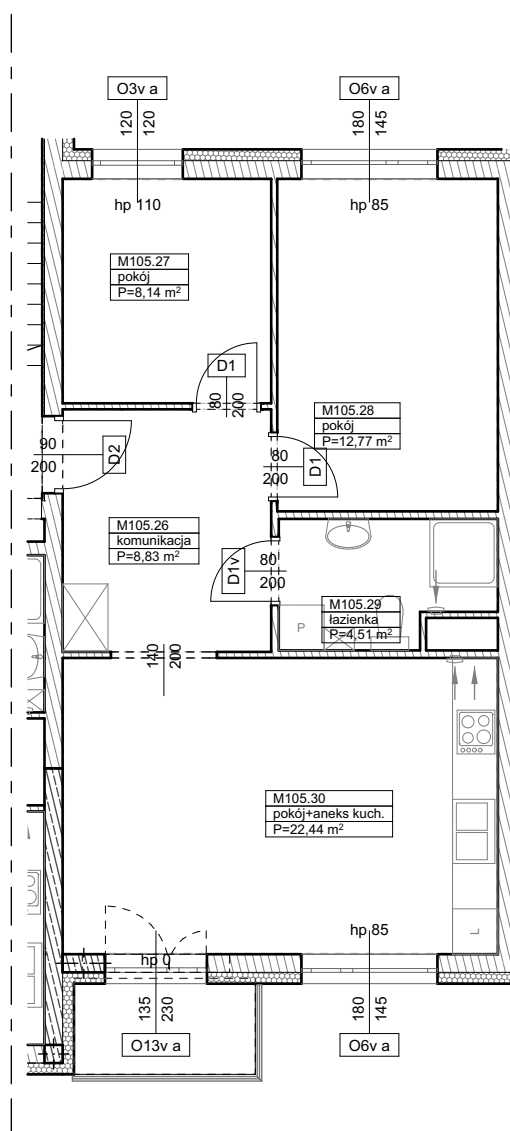 O3v a
120
120
O6v a
180
145
hp 110
hp 85
M105.27
pokój
P=8,14 m²
D1
80
200
M105.28
pokój
P=12,77 m²
90
200
D2
80
200
D1
M105.26
komunikacja
P=8,83 m²
D1v
80
200
M105.29
łazienka
P=4,51 m²
P
140
200
M105.30
pokój+aneks kuch.
P=22,44 m²
L
hp 0
hp 85
135
230
180
145
O13v a
O6v a